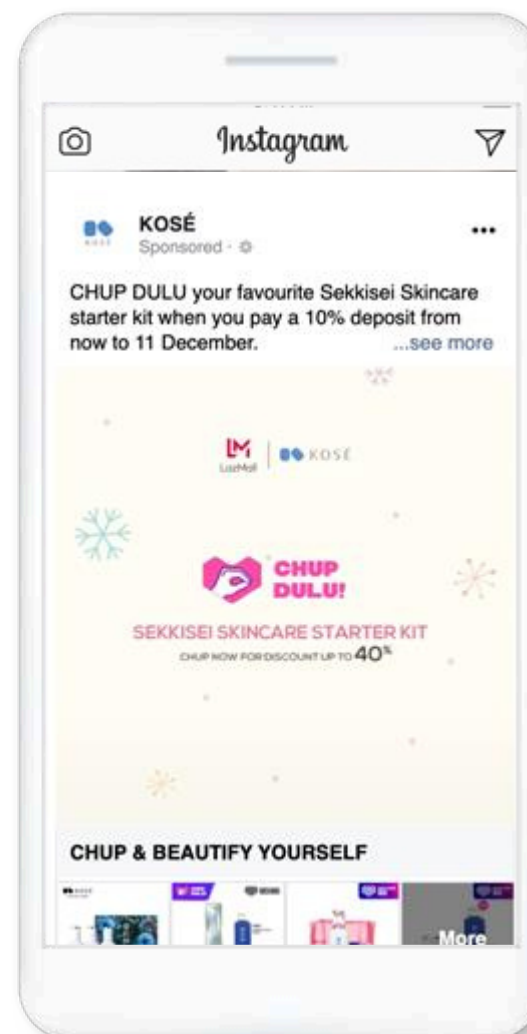 Instagram
KOSÉ
KOSÉ
Sponsored ·
CHUP DULU your favourite Sekkisei Skincare
starter kit when you pay a 10% deposit from
now to 11 December. ...see more
LM
LazMall
KOSÉ
CHUP
DULU!
SEKKISEI SKINCARE STARTER KIT
CHUP NOW FOR DISCOUNT UP TO 40%
CHUP & BEAUTIFY YOURSELF
More